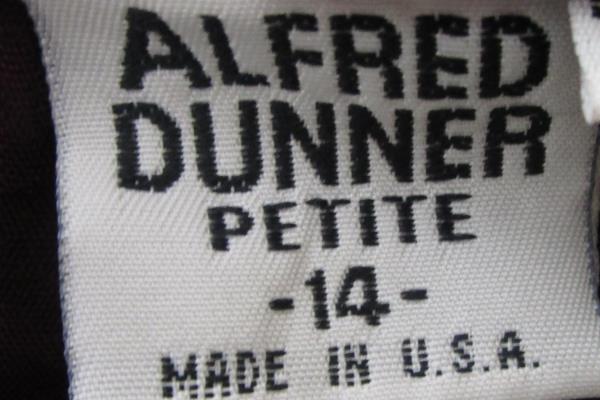 ALFRED
DUNNER
PETITE
-14-
MADE IN U.S.A.